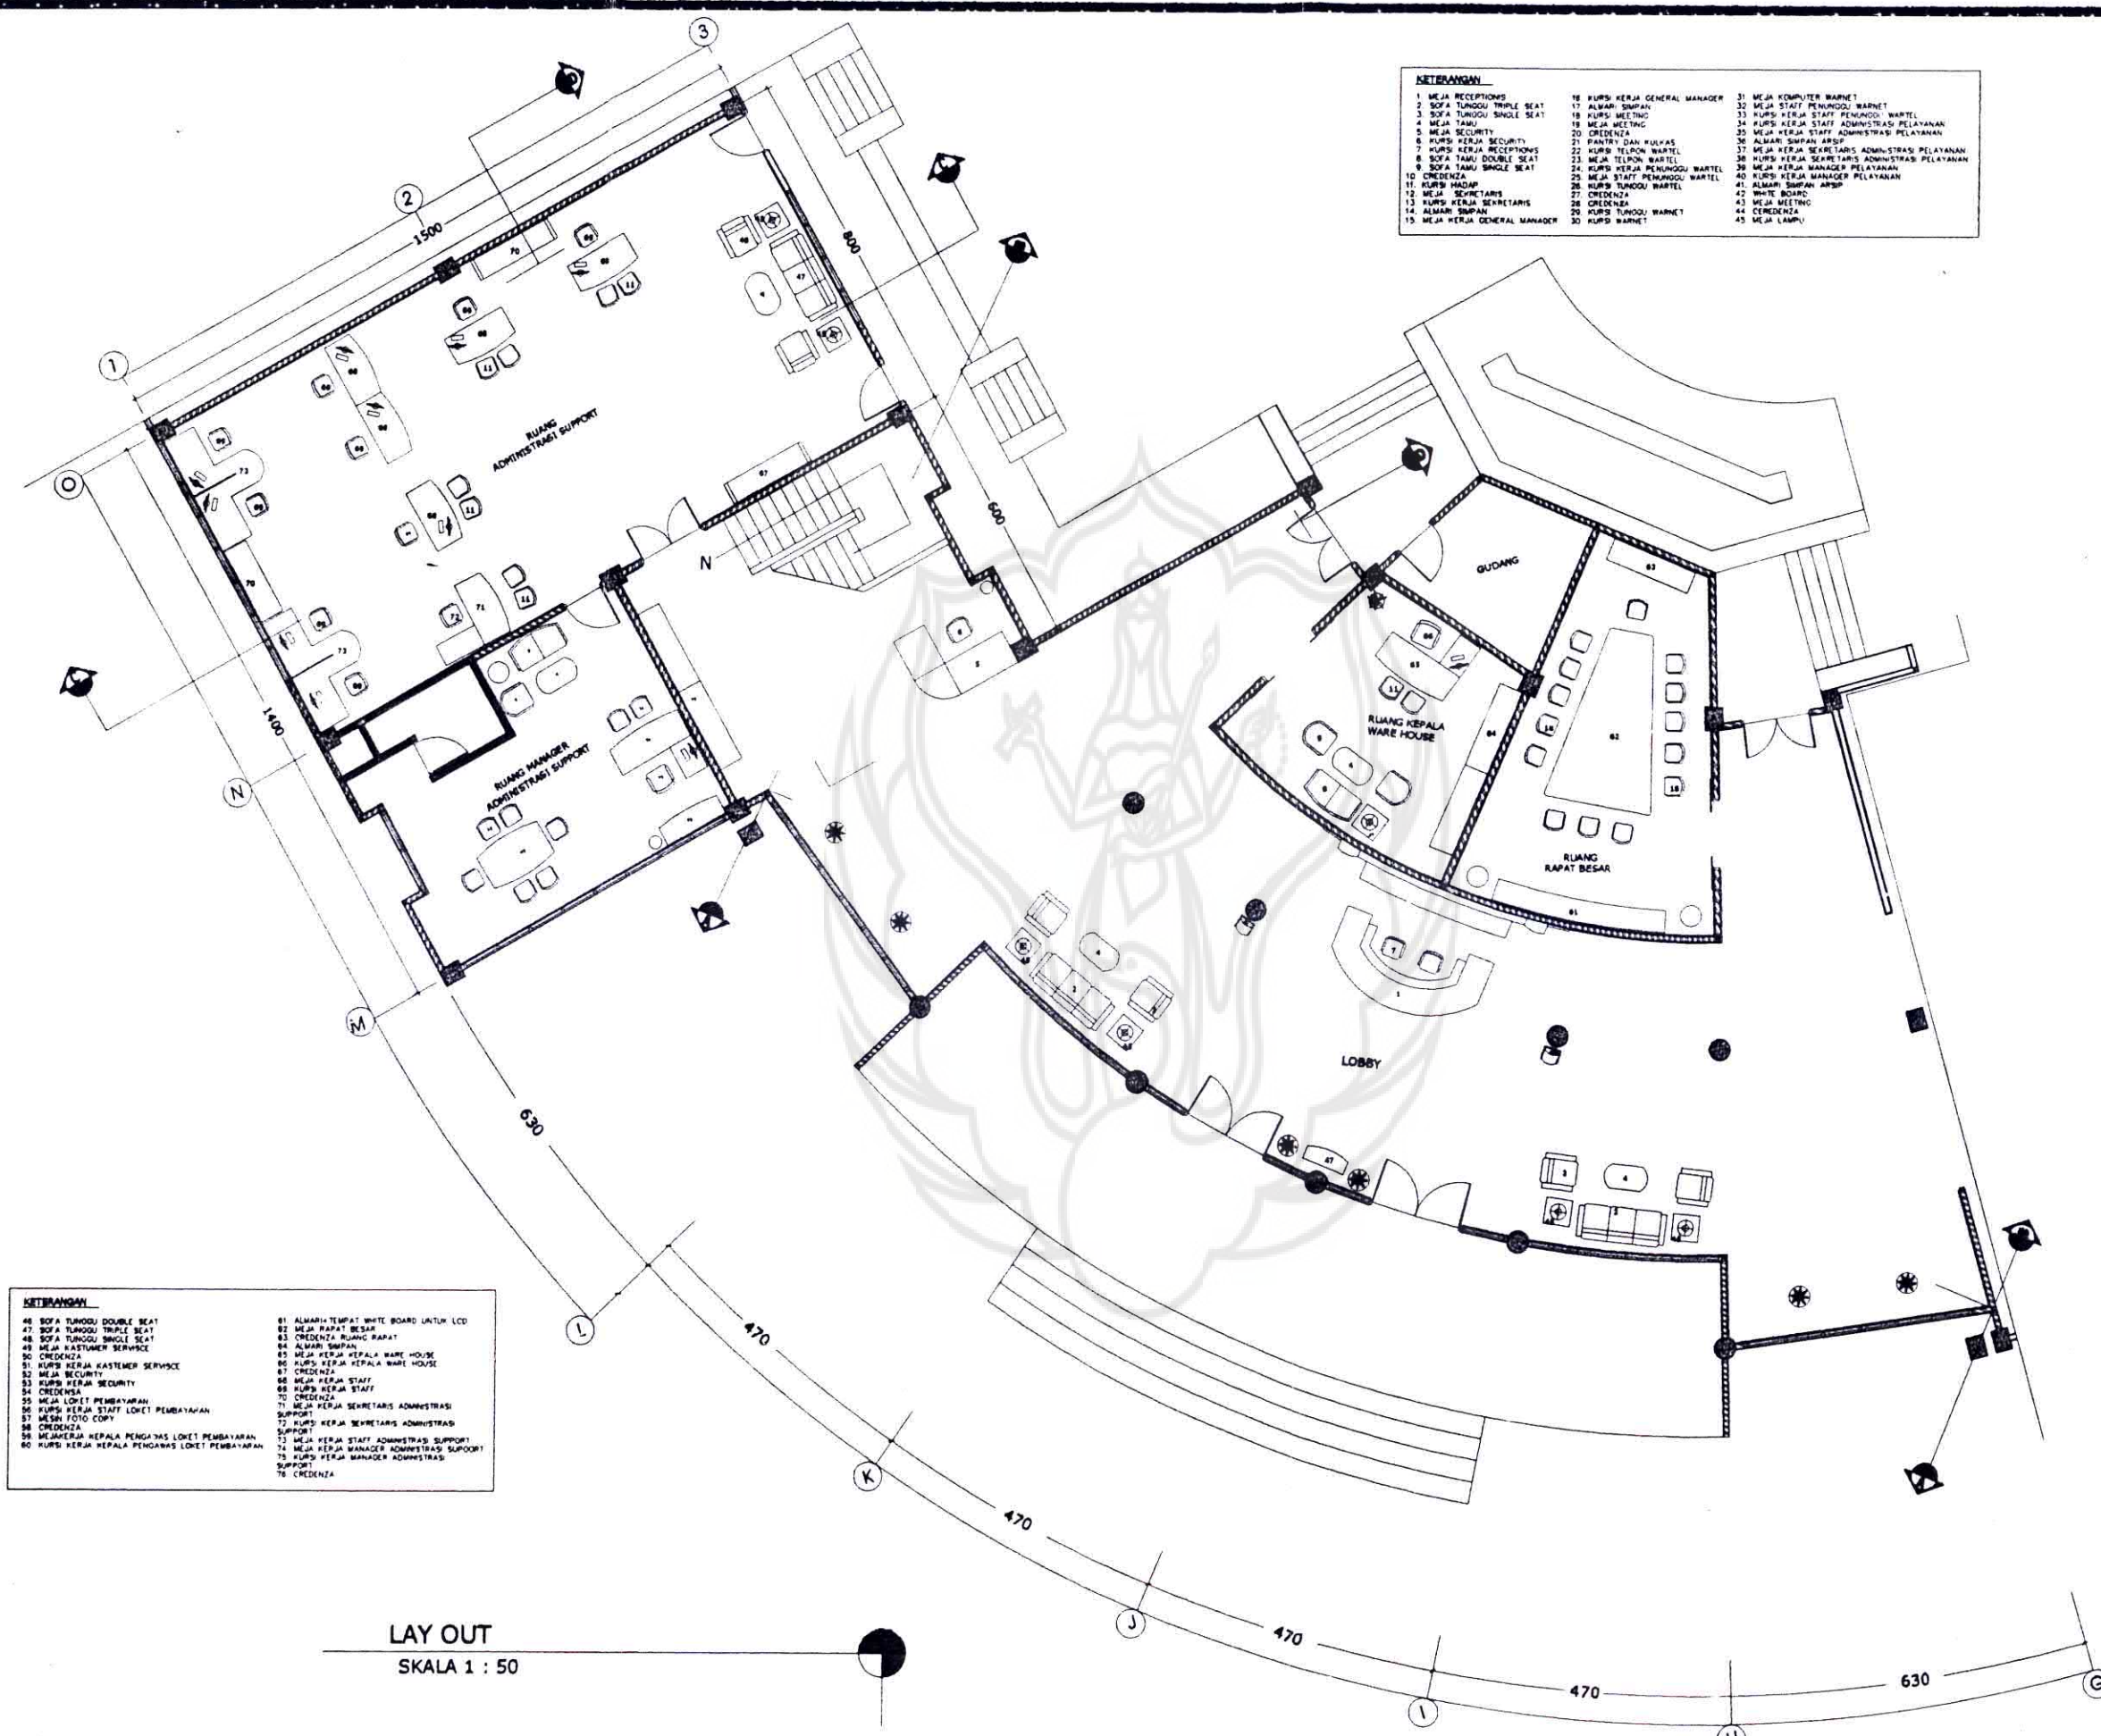 KETERANGAN
1 MEJA RECEPTIONIS
2. SOFA TUNGGU TRIPLE SEAT
3. SOFA TUNGGU SINGLE SEAT
4 MEJA TAMU
5 MEJA SECURITY
6 KURSI KERJA SECURITY
7 KURSI KERJA RECEPTIONIS
8. SOFA TAMU DOUBLE SEAT
9. SOFA TAMU SINGLE SEAT
10 CREDENZA
11. KURSI HADAP
12. MEJA SEKRETARIS
13 KURSI KERJA SEKRETARIS
14. ALMARI SIMPAN
15. MEJA KERJA GENERAL MANAGER
16 KURSI KERJA GENERAL MANAGER
17 ALMARI SIMPAN
18 KURSI MEETING
19 MEJA MEETING
20 CREDENZA
21 PANTRY DAN KULKAS
22 KURSI TELPON WARTEL
23. MEJA TELPON WARTEL
24. KURSI KERJA PENUNGGU WARTEL
25. MEJA STAFF PENUNGGU WARTEL
26. KURSI TUNGGU WARTEL
27 CREDENZA
28 CREDENZA
29. KURSI TUNGGU WARNET
30 KURSI WARNET
31 MEJA KOMPUTER WARNET
32 MEJA STAFF PENUNGGU WARNET
33 KURSI KERJA STAFF PENUNGGU WARTEL
34 KURSI KERJA STAFF ADMINISTRASI PELAYANAN
35 MEJA KERJA STAFF ADMINISTRASI PELAYANAN
36 ALMARI SIMPAN ARSIP
37. MEJA KERJA SEKRETARIS ADMINISTRASI PELAYANAN
38 KURSI KERJA SEKRETARIS ADMINISTRASI PELAYANAN
39 MEJA KERJA MANAGER PELAYANAN
40 KURSI KERJA MANAGER PELAYANAN
41. ALMARI SIMPAN ARSIP
42 WHITE BOARD
43 MEJA MEETING
44 CEREDENZA
45 MEJA LAMPU
3
2
1
1500
800
600
1400
630
470
470
470
470
630
O
N
N
M
L
K
J
I
G
RUANG
ADMINISTRASI SUPPORT
RUANG MANAGER
ADMINISTRASI SUPPORT
GUDANG
RUANG KEPALA
WARE HOUSE
RUANG
RAPAT BESAR
LOBBY
KETERANGAN
46 SOFA TUNGGU DOUBLE SEAT
47. SOFA TUNGGU TRIPLE SEAT
48. SOFA TUNGGU SINGLE SEAT
49. MEJA KASTUMER SERVISCE
50 CREDENZA
51. KURSI KERJA KASTEMER SERVISCE
52 MEJA SECURITY
53 KURSI KERJA SECURITY
54 CREDENSA
55 MEJA LOKET PEMBAYARAN
56 KURSI KERJA STAFF LOKET PEMBAYARAN
57 MESIN FOTO COPY
58 CREDENZA
59. MEJAKERJA KEPALA PENGAWAS LOKET PEMBAYARAN
60 KURSI KERJA KEPALA PENGAWAS LOKET PEMBAYARAN
61 ALMARI+TEMPAT WHITE BOARD UNTUK LCD
62 MEJA RAPAT BESAR
63 CREDENZA RUANG RAPAT
64 ALMARI SIMPAN
65 MEJA KERJA KEPALA WARE HOUSE
66 KURSI KERJA KEPALA WARE HOUSE
67 CREDENZA
68 MEJA KERJA STAFF
69 KURSI KERJA STAFF
70 CREDENZA
71 MEJA KERJA SEKRETARIS ADMINISTRASI
SUPPORT
72 KURSI KERJA SEKRETARIS ADMINISTRASI
SUPPORT
73 MEJA KERJA STAFF ADMINISTRASI SUPPORT
74 MEJA KERJA MANAGER ADMINISTRASI SUPOORT
75 KURSI KERJA MANAGER ADMINISTRASI
SUPPORT
76 CREDENZA
LAY OUT
SKALA 1 : 50